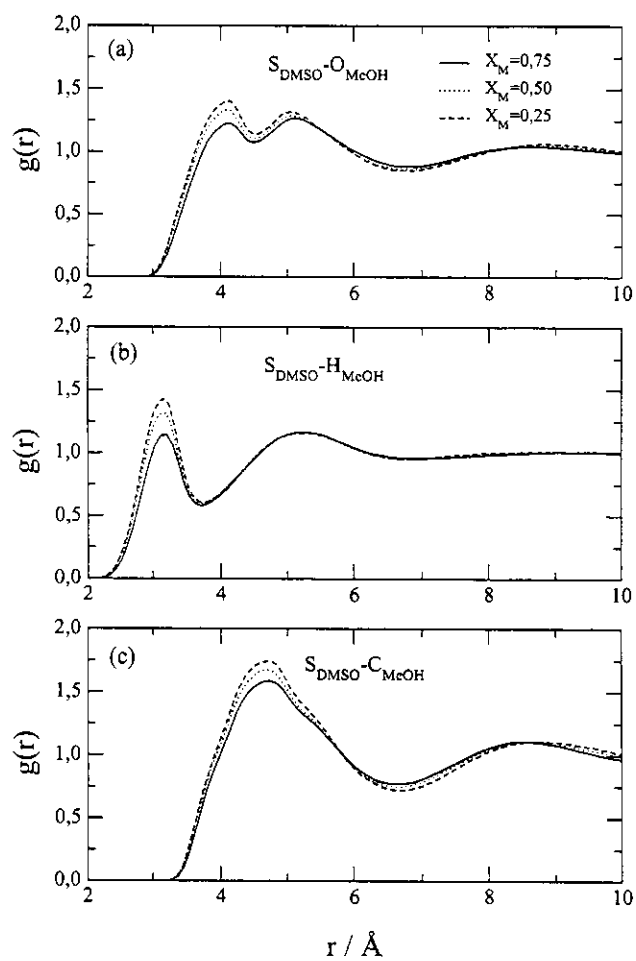 2,0
(a)
S_DMSO-O_MeOH
X_M=0,75
X_M=0,50
X_M=0,25
1,5
g(r)
1,0
0,5
0,0
2 4 6 8 10
2,0
(b)
S_DMSO-H_MeOH
1,5
g(r)
1,0
0,5
0,0
2 4 6 8 10
2,0
(c)
S_DMSO-C_MeOH
1,5
g(r)
1,0
0,5
0,0
2 4 6 8 10
r / Å